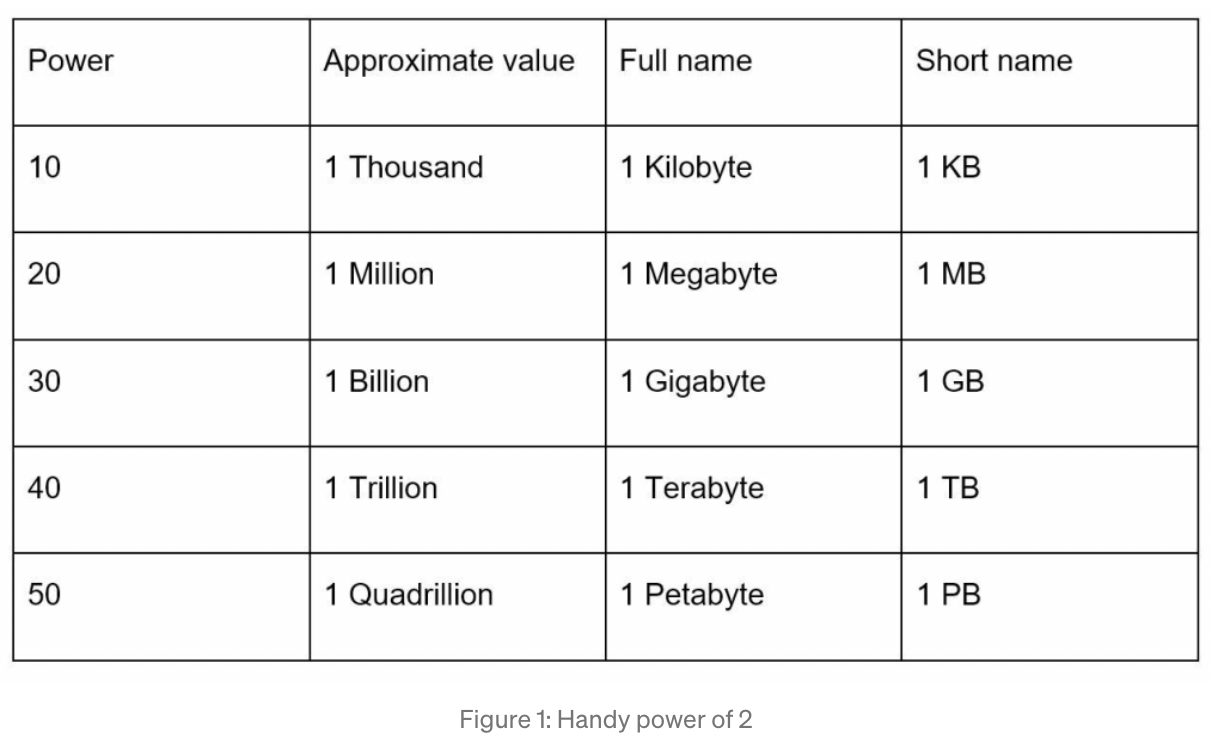 Power Approximate value Full name Short name
10 1 Thousand 1 Kilobyte 1 KB
20 1 Million 1 Megabyte 1 MB
30 1 Billion 1 Gigabyte 1 GB
40 1 Trillion 1 Terabyte 1 TB
50 1 Quadrillion 1 Petabyte 1 PB
Figure 1: Handy power of 2